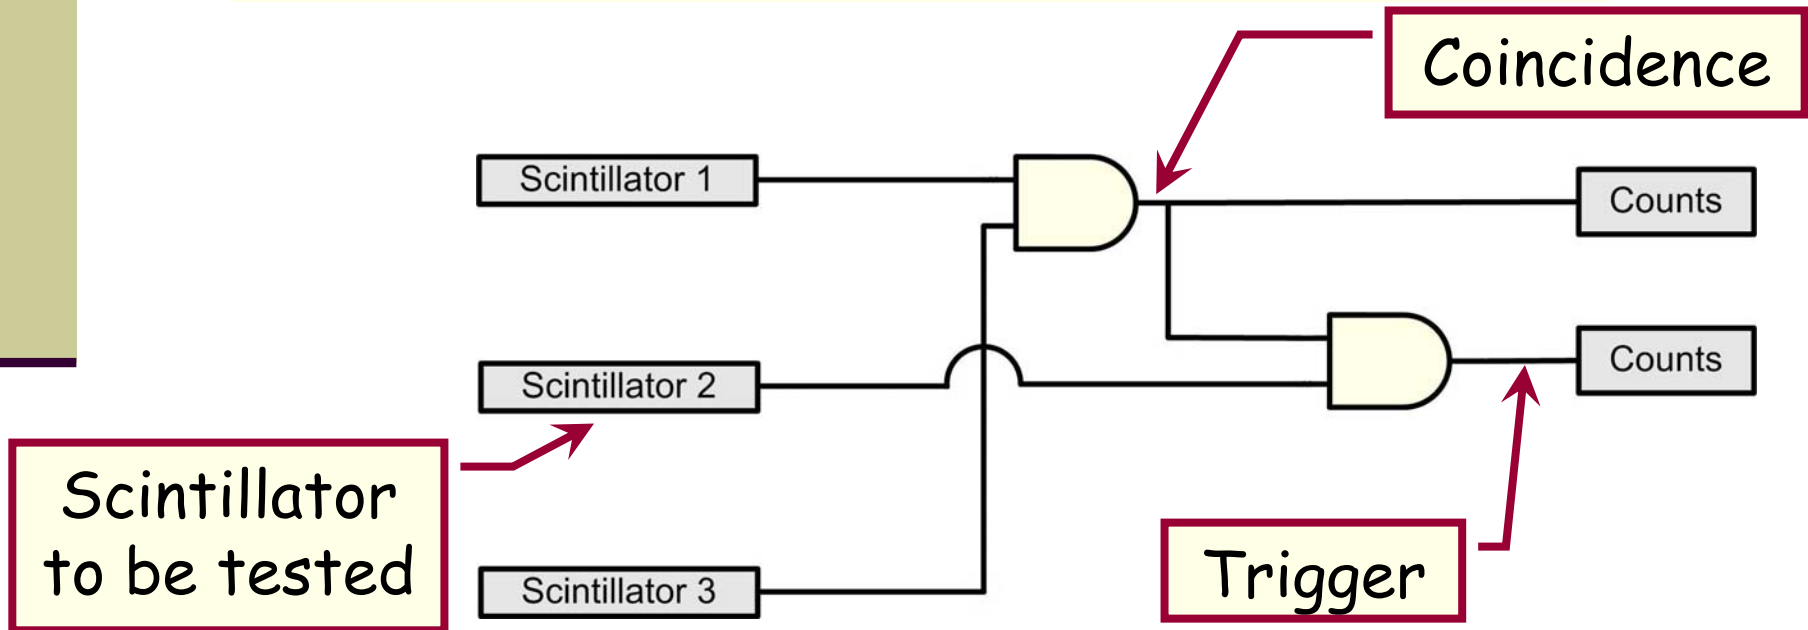 Coincidence
Scintillator 1
Counts
Scintillator 2
Counts
Scintillator
to be tested
Scintillator 3
Trigger